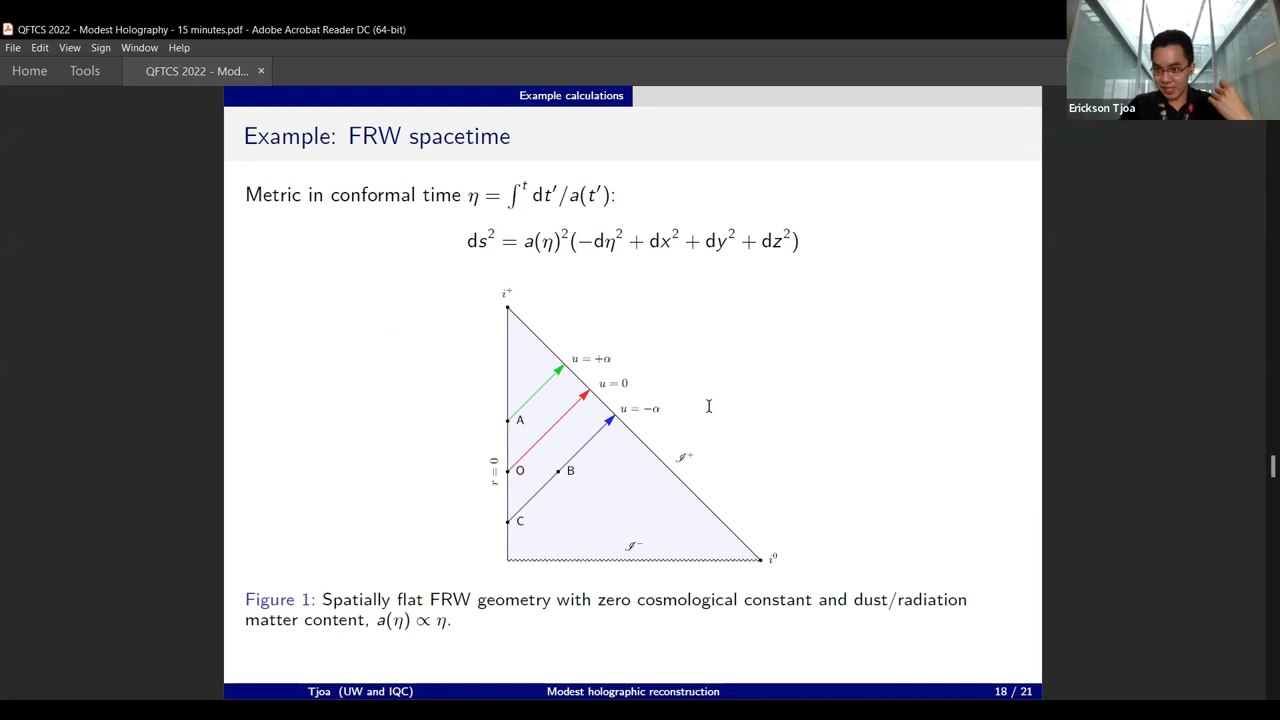 QFTCS 2022 - Modest Holography - 15 minutes.pdf - Adobe Acrobat Reader DC (64-bit)
File Edit View Sign Window Help
Home Tools QFTCS 2022 - Mod... ×
Erickson Tjoa
Example calculations
Example: FRW spacetime
Metric in conformal time η = ∫^t dt′/a(t′):
ds² = a(η)²(−dη² + dx² + dy² + dz²)
i⁺
u = +α
u = 0
u = −α
A
ℐ⁺
r = 0
O
B
C
ℐ⁻
i⁰
Figure 1: Spatially flat FRW geometry with zero cosmological constant and dust/radiation
matter content, a(η) ∝ η.
Tjoa (UW and IQC) Modest holographic reconstruction 18 / 21